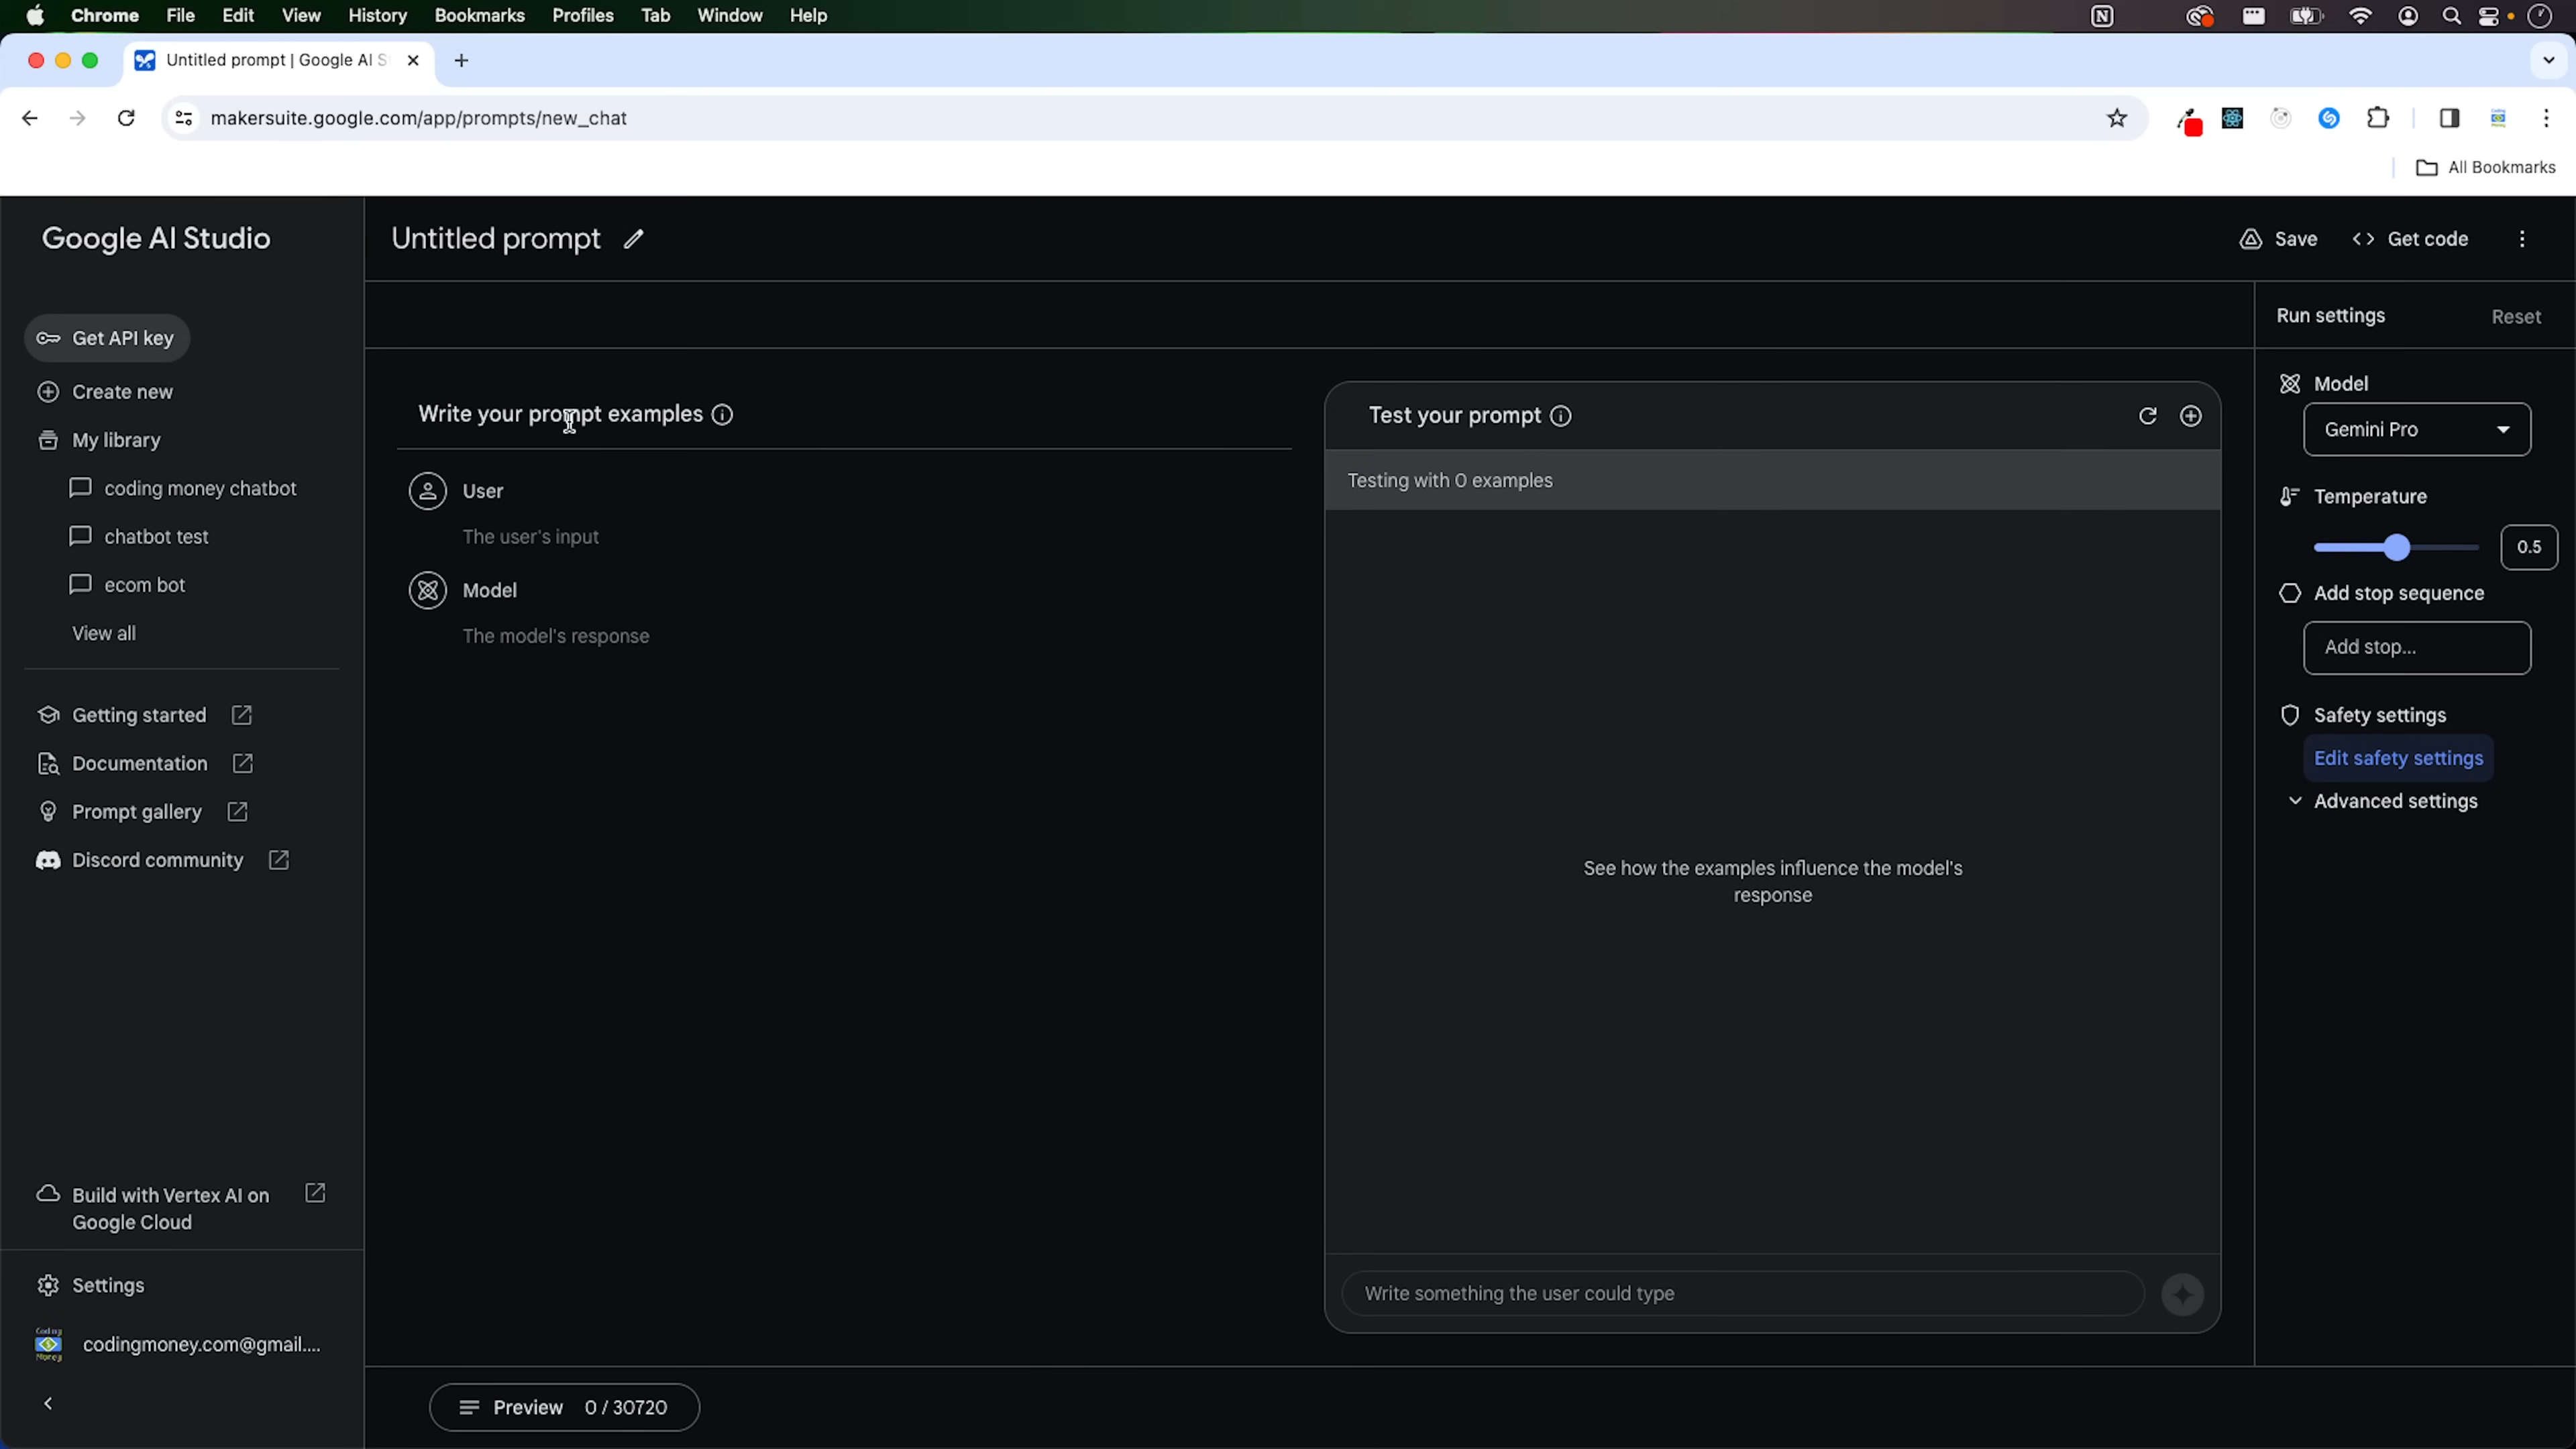 Chrome File Edit View History Bookmarks Profiles Tab Window Help
Untitled prompt | Google AI S
makersuite.google.com/app/prompts/new_chat
All Bookmarks
Google AI Studio
Get API key
Create new
My library
coding money chatbot
chatbot test
ecom bot
View all
Getting started
Documentation
Prompt gallery
Discord community
Build with Vertex AI on
Google Cloud
Settings
codingmoney.com@gmail....
Untitled prompt
Save
Get code
Write your prompt examples
User
The user's input
Model
The model's response
Preview 0 / 30720
Test your prompt
Testing with 0 examples
See how the examples influence the model's
response
Write something the user could type
Run settings
Reset
Model
Gemini Pro
Temperature
0.5
Add stop sequence
Add stop...
Safety settings
Edit safety settings
Advanced settings